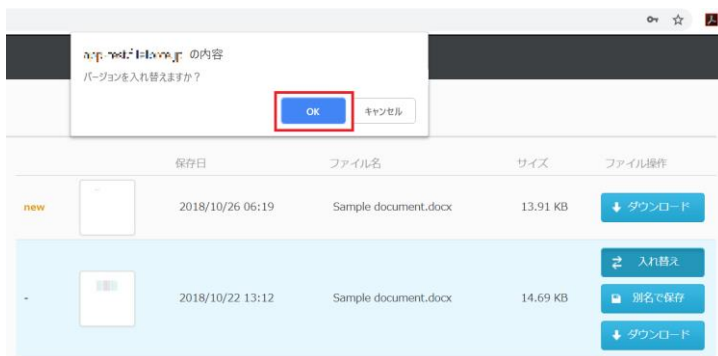 の内容
バージョンを入れ替えますか?
OK キャンセル
保存日 ファイル名 サイズ ファイル操作
new 2018/10/26 06:19 Sample document.docx 13.91 KB ダウンロード
入れ替え
- 2018/10/22 13:12 Sample document.docx 14.69 KB 別名で保存
ダウンロード